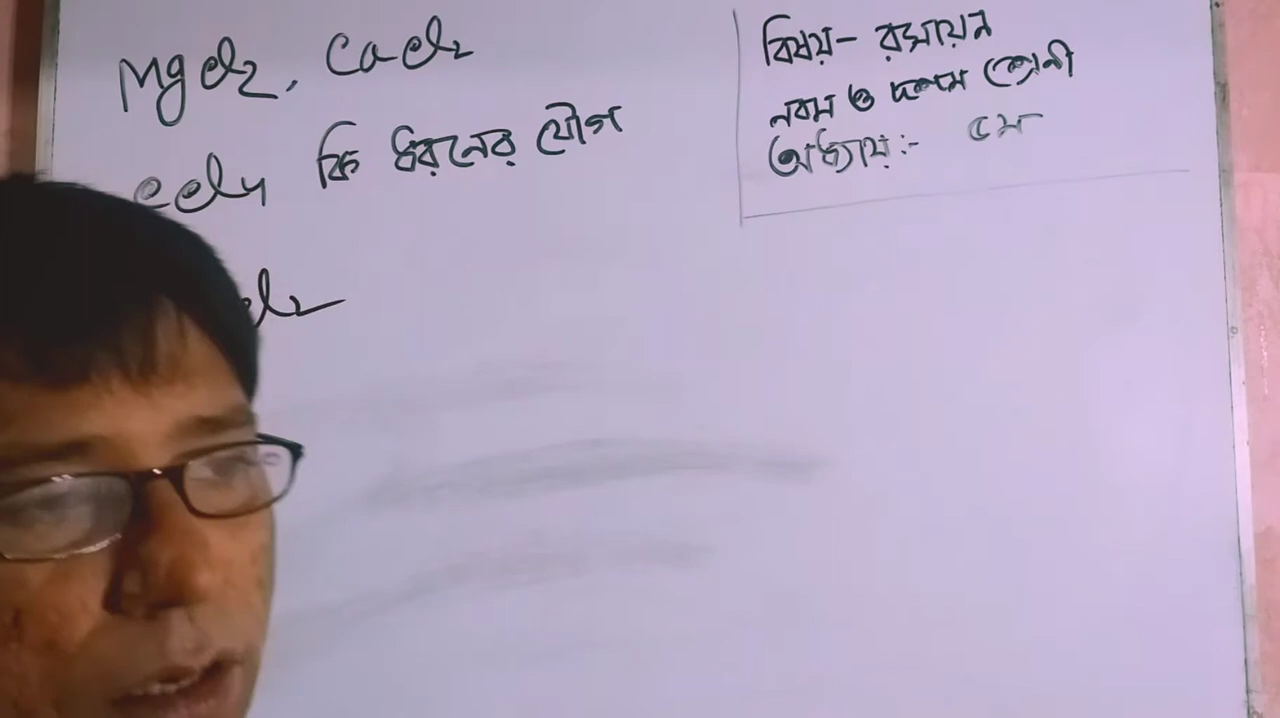 MgCl₂, CaCl₂
CCl₄ কি ধরনের যৌগ
Cl₂
বিষয়- রসায়ন
নবম ও দশম শ্রেণী
অধ্যায়:- ৫ম